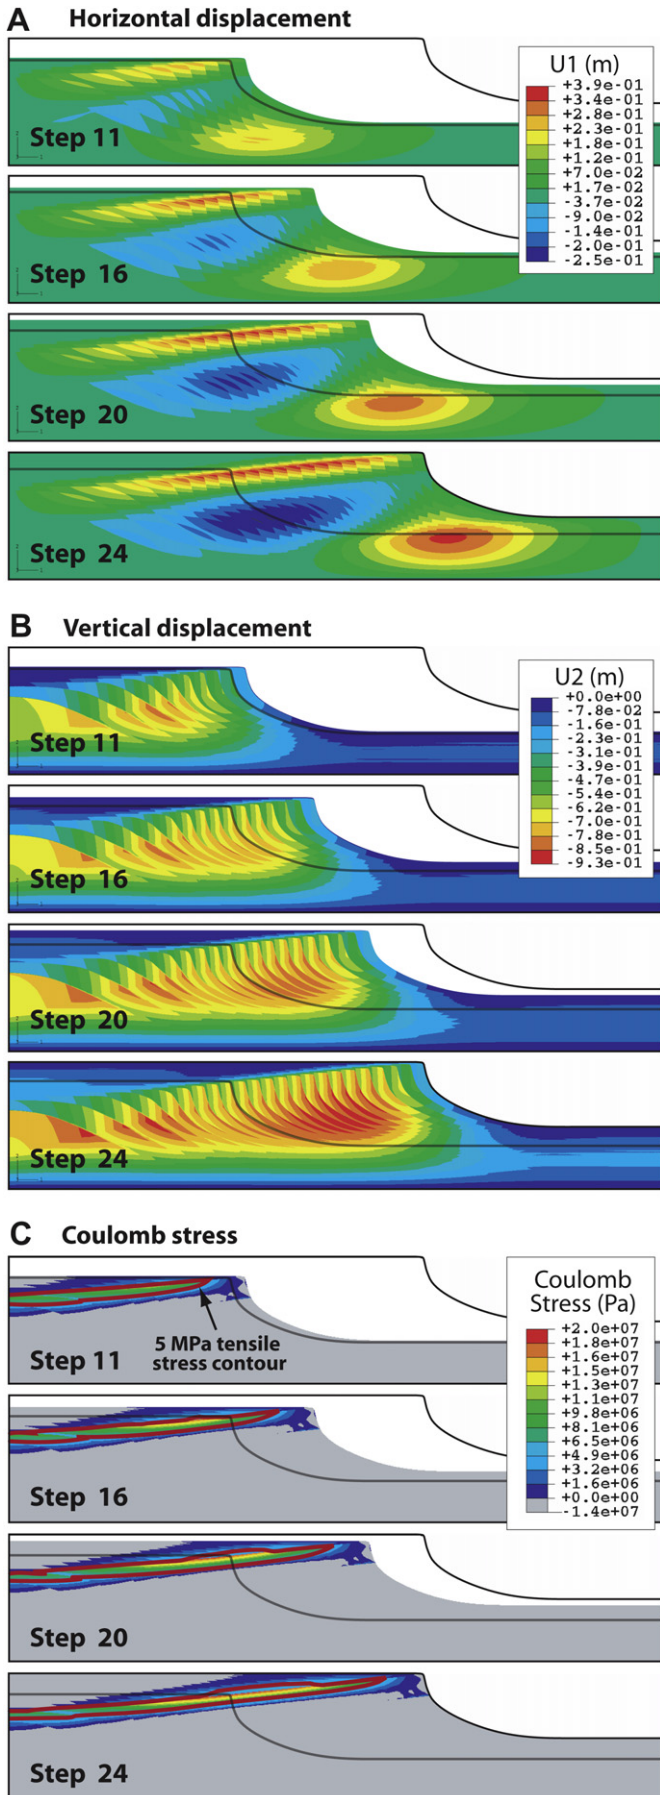 A Horizontal displacement
U1 (m)
+3.9e-01
+3.4e-01
+2.8e-01
+2.3e-01
+1.8e-01
+1.2e-01
+7.0e-02
+1.7e-02
-3.7e-02
-9.0e-02
-1.4e-01
-2.0e-01
-2.5e-01
Step 11
Step 16
Step 20
Step 24
B Vertical displacement
U2 (m)
+0.0e+00
-7.8e-02
-1.6e-01
-2.3e-01
-3.1e-01
-3.9e-01
-4.7e-01
-5.4e-01
-6.2e-01
-7.0e-01
-7.8e-01
-8.5e-01
-9.3e-01
Step 11
Step 16
Step 20
Step 24
C Coulomb stress
Coulomb
Stress (Pa)
+2.0e+07
+1.8e+07
+1.6e+07
+1.5e+07
+1.3e+07
+1.1e+07
+9.8e+06
+8.1e+06
+6.5e+06
+4.9e+06
+3.2e+06
+1.6e+06
+0.0e+00
-1.4e+07
5 MPa tensile
stress contour
Step 11
Step 16
Step 20
Step 24